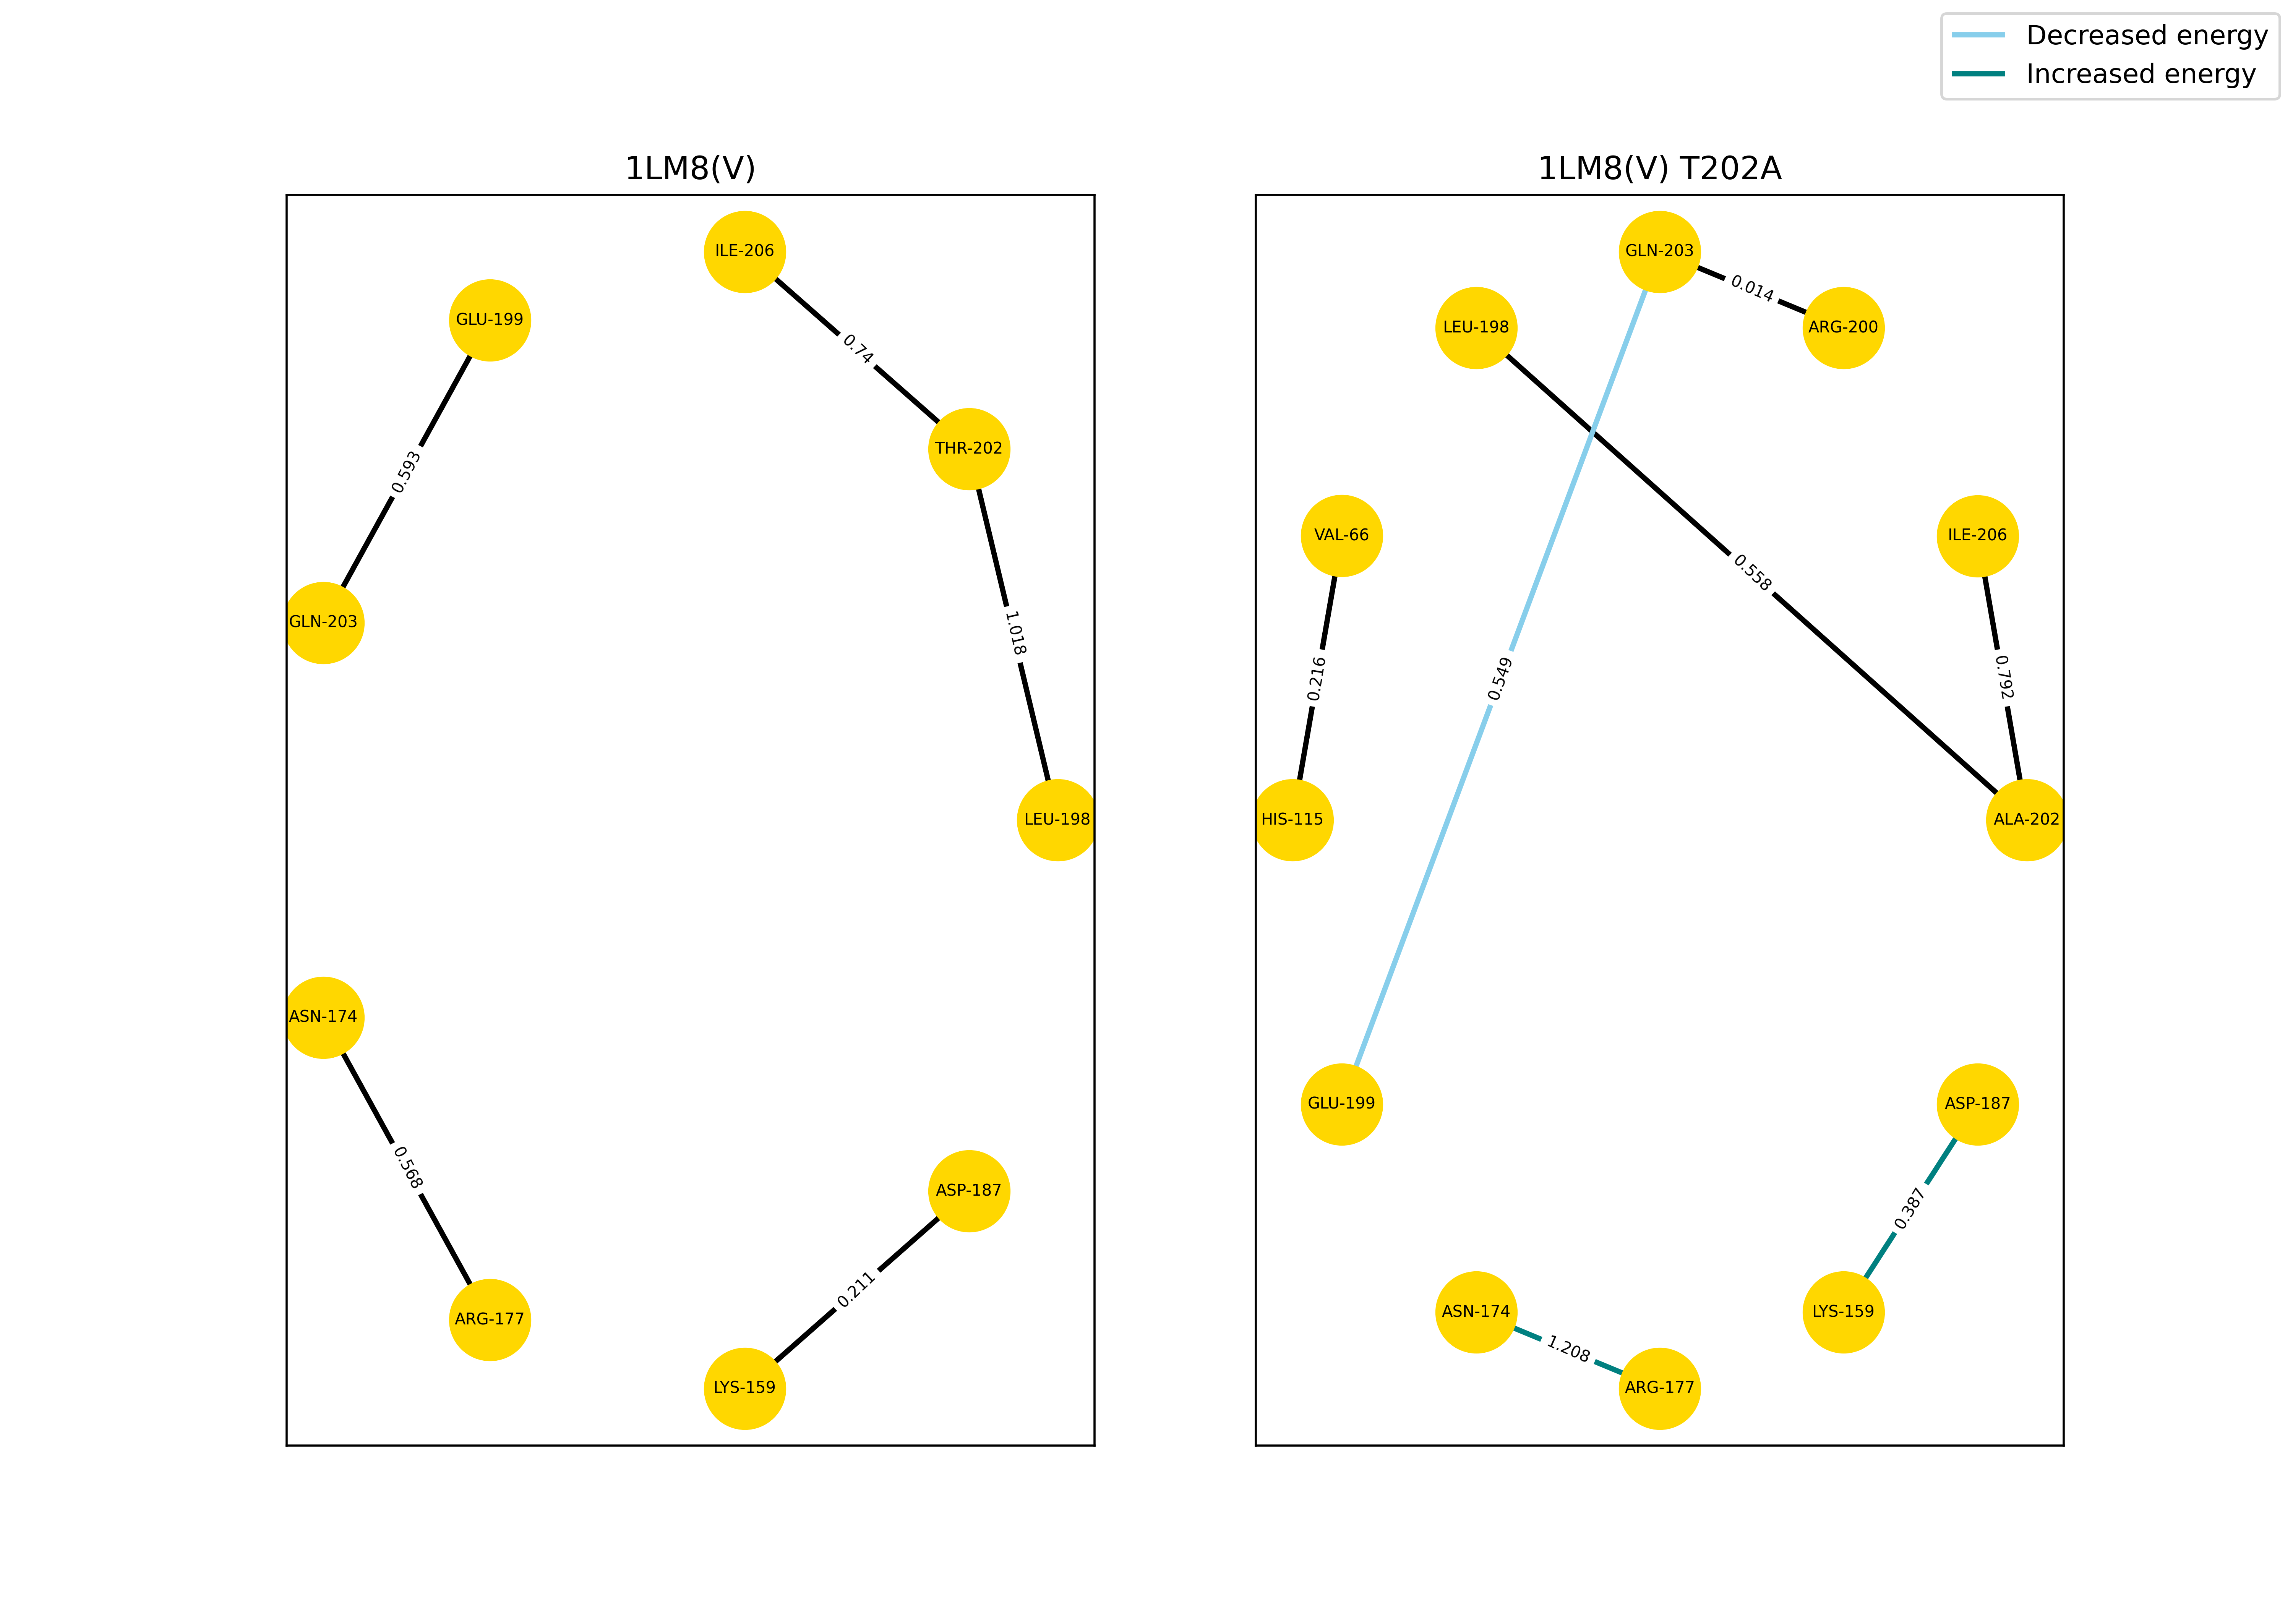 Decreased energy
Increased energy
1LM8(V)
ILE-206
GLU-199
0.74
THR-202
0.593
GLN-203
1.018
LEU-198
ASN-174
0.568
ASP-187
0.211
ARG-177
LYS-159
1LM8(V) T202A
GLN-203
0.014
LEU-198
ARG-200
VAL-66
ILE-206
0.558
0.216
0.549
0.792
HIS-115
ALA-202
GLU-199
ASP-187
0.387
ASN-174
LYS-159
1.208
ARG-177